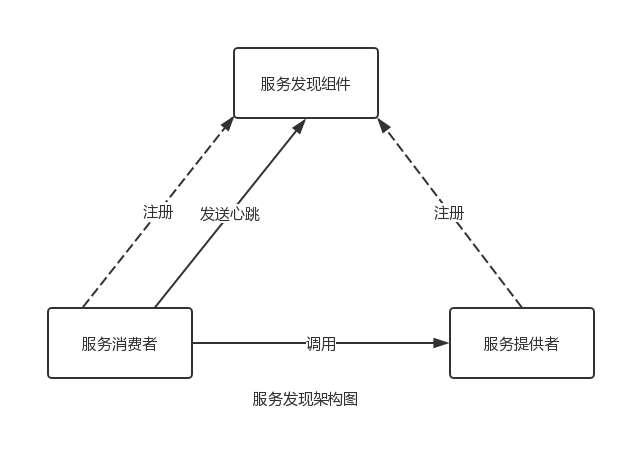 服务发现组件
注册
发送心跳
注册
服务消费者
调用
服务提供者
服务发现架构图